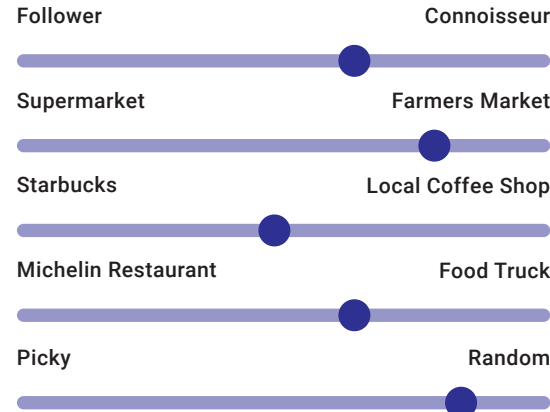 Follower Connoisseur
Supermarket Farmers Market
Starbucks Local Coffee Shop
Michelin Restaurant Food Truck
Picky Random